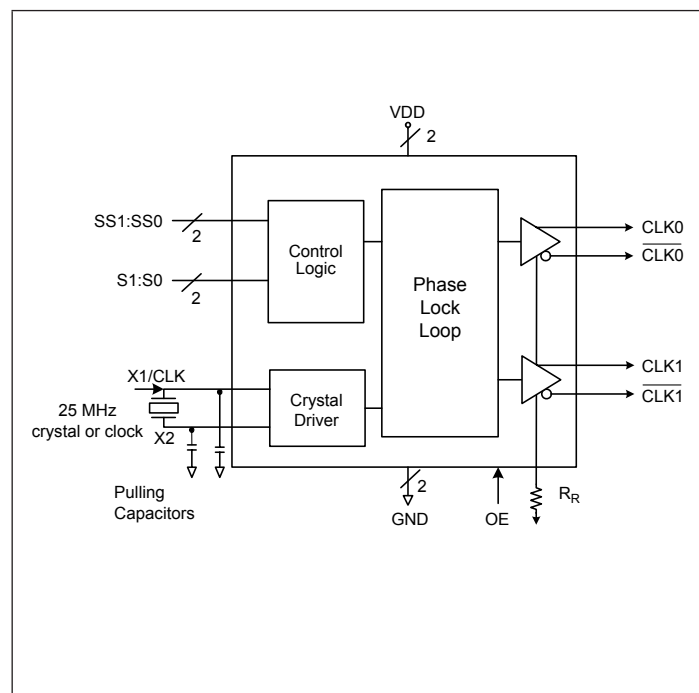 VDD
2
SS1:SS0
2
S1:S0
2
Control
Logic
Phase
Lock
Loop
CLK0
CLK0
X1/CLK
25 MHz
crystal or clock
X2
Crystal
Driver
CLK1
CLK1
Pulling
Capacitors
2
GND
OE
RR